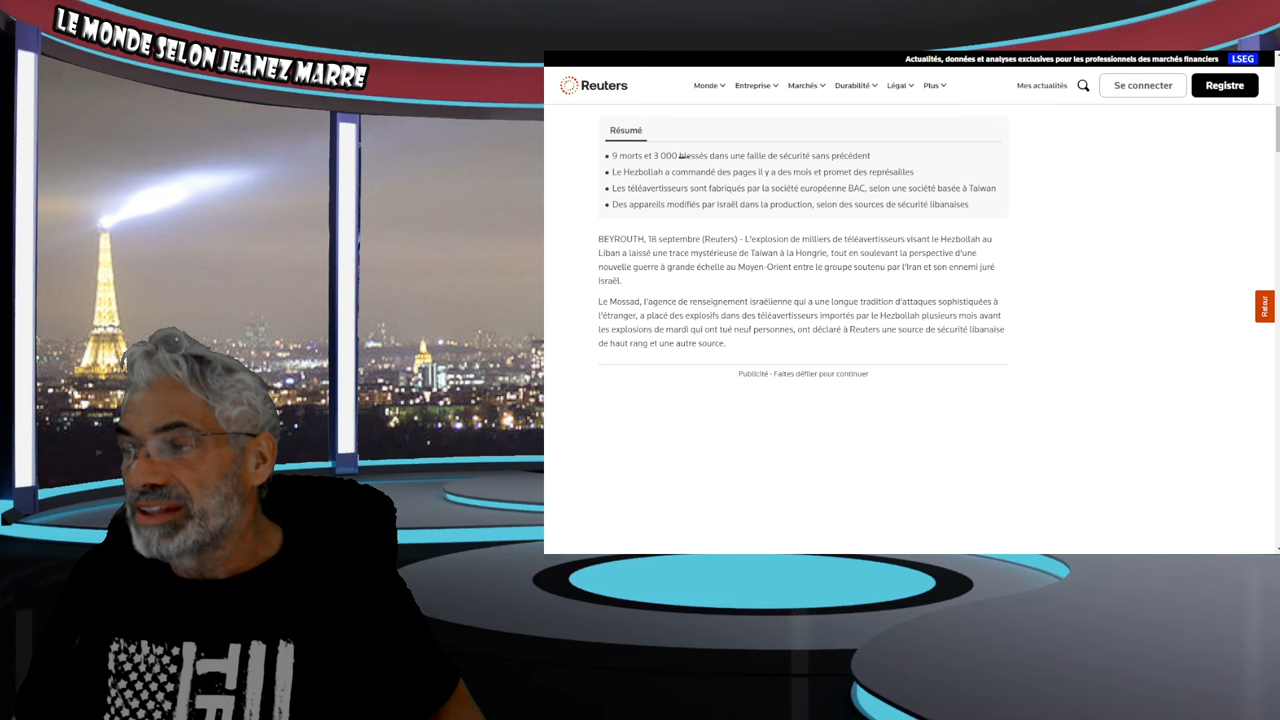 LE MONDE SELON JEANEZ MARRE
Actualités, données et analyses exclusives pour les professionnels des marchés financiers LSEG
Reuters Monde Entreprise Marchés Durabilité Légal Plus Mes actualités Se connecter Registre
Résumé
9 morts et 3 000 blessés dans une faille de sécurité sans précédent
Le Hezbollah a commandé des pages il y a des mois et promet des représailles
Les téléavertisseurs sont fabriqués par la société européenne BAC, selon une société basée à Taiwan
Des appareils modifiés par Israël dans la production, selon des sources de sécurité libanaises
BEYROUTH, 18 septembre (Reuters) - L'explosion de milliers de téléavertisseurs visant le Hezbollah au
Liban a laissé une trace mystérieuse de Taiwan à la Hongrie, tout en soulevant la perspective d'une
nouvelle guerre à grande échelle au Moyen-Orient entre le groupe soutenu par l'Iran et son ennemi juré
Israël.
Le Mossad, l'agence de renseignement israélienne qui a une longue tradition d'attaques sophistiquées à
l'étranger, a placé des explosifs dans des téléavertisseurs importés par le Hezbollah plusieurs mois avant
les explosions de mardi qui ont tué neuf personnes, ont déclaré à Reuters une source de sécurité libanaise
de haut rang et une autre source.
Publicité - Faites défiler pour continuer
Retour